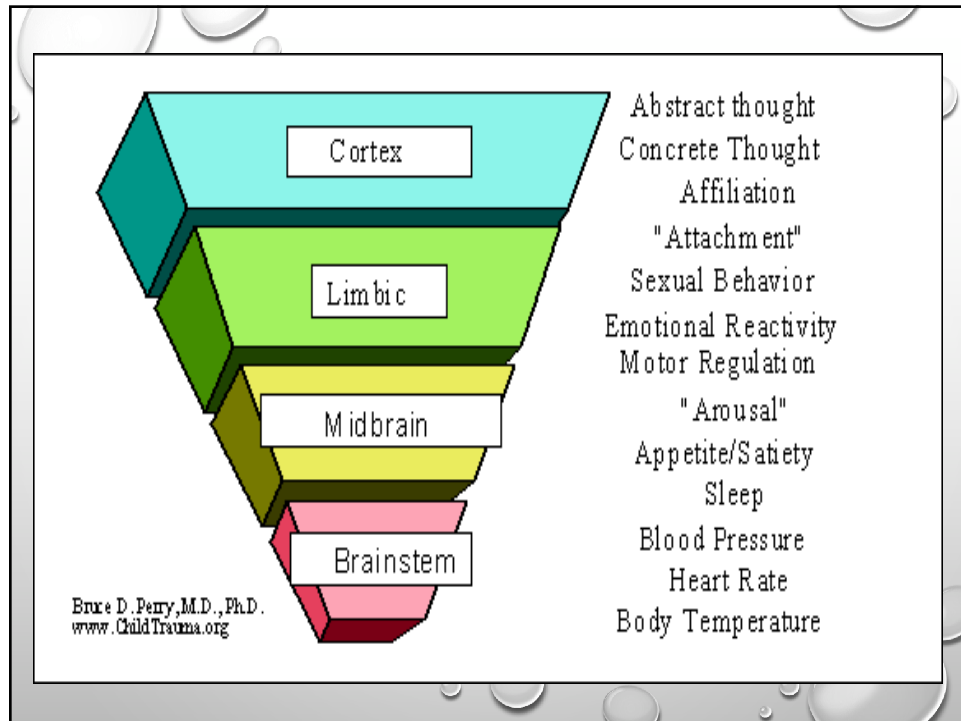 Cortex
Limbic
Midbrain
Brainstem
Abstract thought
Concrete Thought
Affiliation
"Attachment"
Sexual Behavior
Emotional Reactivity
Motor Regulation
"Arousal"
Appetite/Satiety
Sleep
Blood Pressure
Heart Rate
Body Temperature
Bruce D. Perry, M.D., Ph.D.
www.ChildTrauma.org